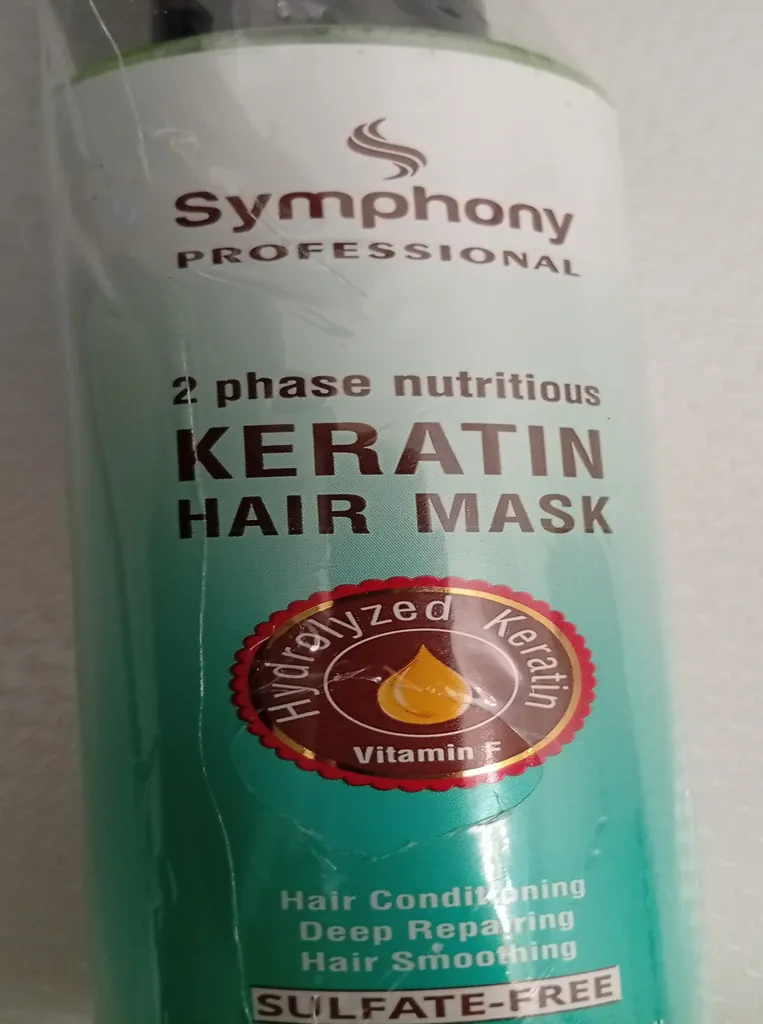 Symphony
PROFESSIONAL
2 phase nutritious
KERATIN
HAIR MASK
Hydrolyzed Keratin
Vitamin F
Hair Conditioning
Deep Repairing
Hair Smoothing
SULFATE-FREE